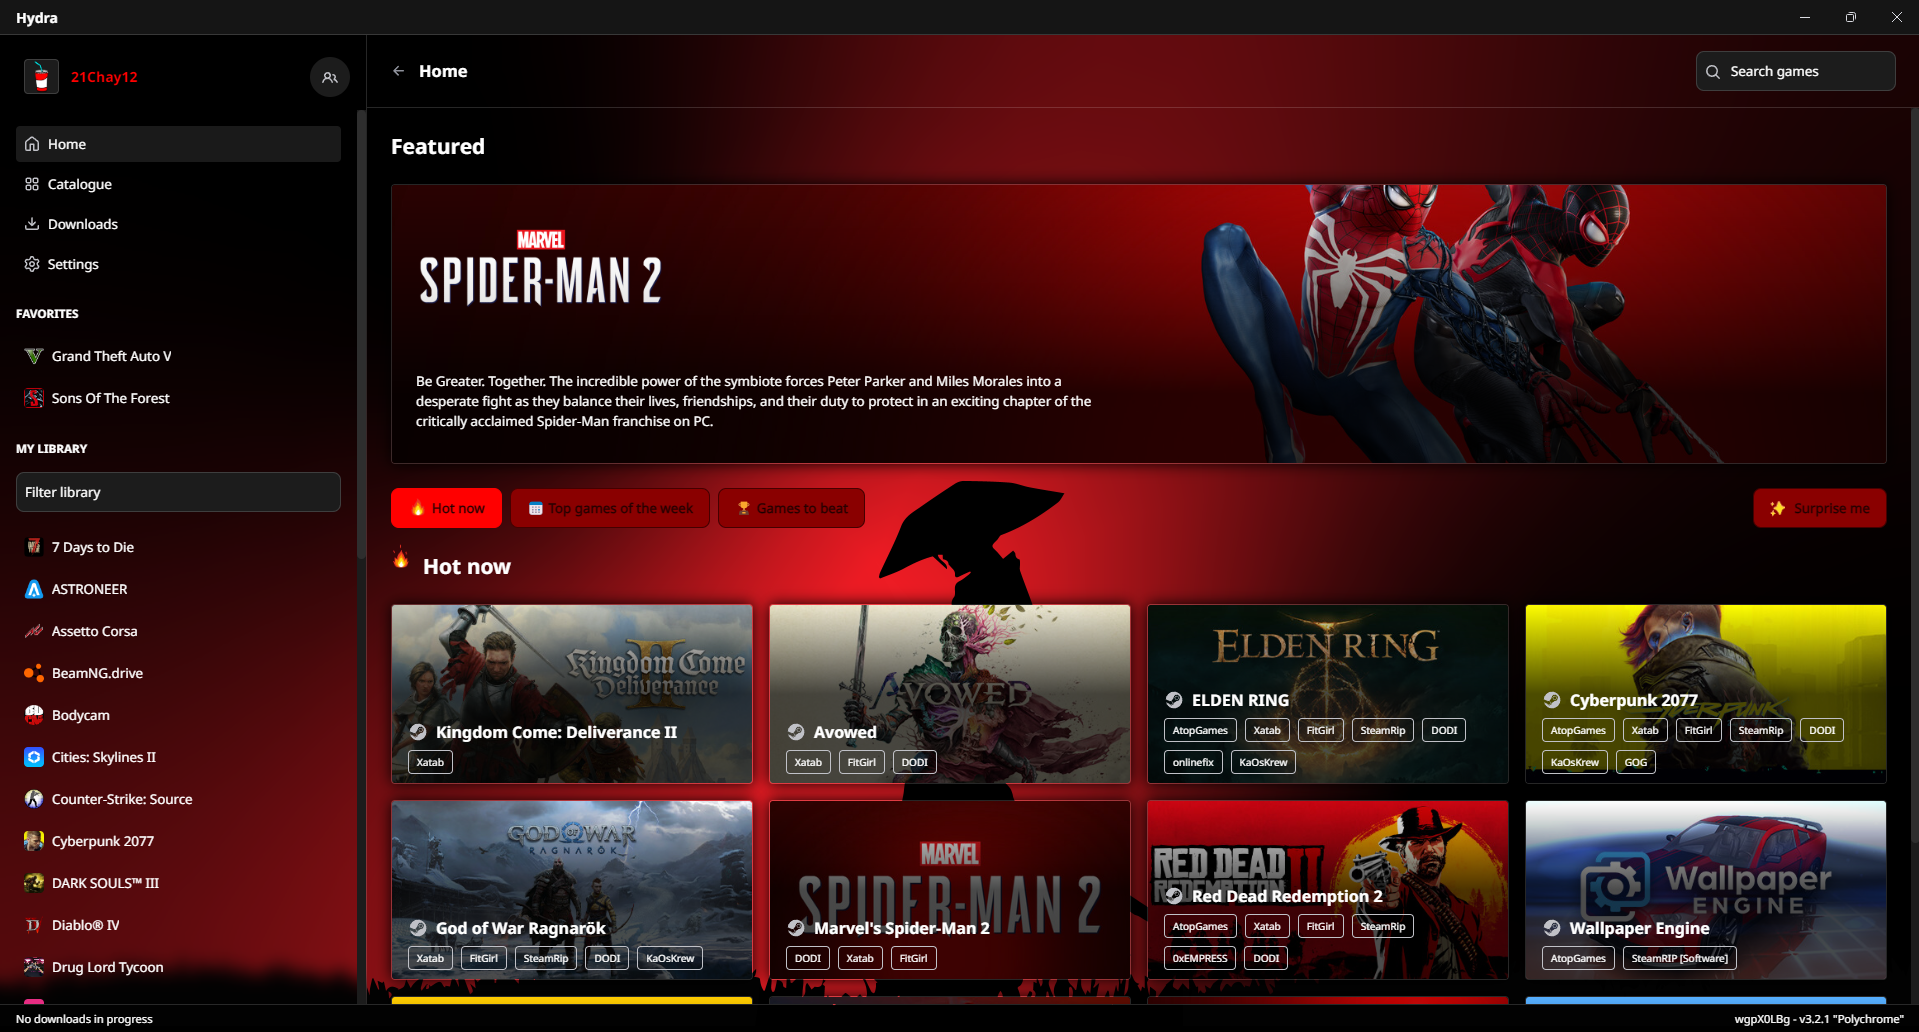 Hydra
21Chay12
Home
Catalogue
Downloads
Settings
FAVORITES
Grand Theft Auto V
Sons Of The Forest
MY LIBRARY
Filter library
7 Days to Die
ASTRONEER
Assetto Corsa
BeamNG.drive
Bodycam
Cities: Skylines II
Counter-Strike: Source
Cyberpunk 2077
DARK SOULS™ III
Diablo® IV
Drug Lord Tycoon
Home
Search games
Featured
MARVEL
SPIDER-MAN 2
Be Greater. Together. The incredible power of the symbiote forces Peter Parker and Miles Morales into a
desperate fight as they balance their lives, friendships, and their duty to protect in an exciting chapter of the
critically acclaimed Spider-Man franchise on PC.
Hot now
Top games of the week
Games to beat
Surprise me
Hot now
Kingdom Come
II
Deliverance
Kingdom Come: Deliverance II
Xatab
AVOWED
Avowed
Xatab FitGirl DODI
ELDEN RING
ELDEN RING
AtopGames Xatab FitGirl SteamRip DODI
onlinefix KaOsKrew
Cyberpunk 2077
CYBERPUNK
AtopGames Xatab FitGirl SteamRip DODI
KaOsKrew GOG
GOD OF WAR
RAGNARÖK
God of War Ragnarök
Xatab FitGirl SteamRip DODI KaOsKrew
MARVEL
SPIDER-MAN 2
Marvel's Spider-Man 2
DODI Xatab FitGirl
RED DEAD
REDEMPTION II
Red Dead Redemption 2
AtopGames Xatab FitGirl SteamRip
0xEMPRESS DODI
Wallpaper
ENGINE
Wallpaper Engine
AtopGames SteamRIP [Software]
No downloads in progress
wgpX0LBg - v3.2.1 "Polychrome"